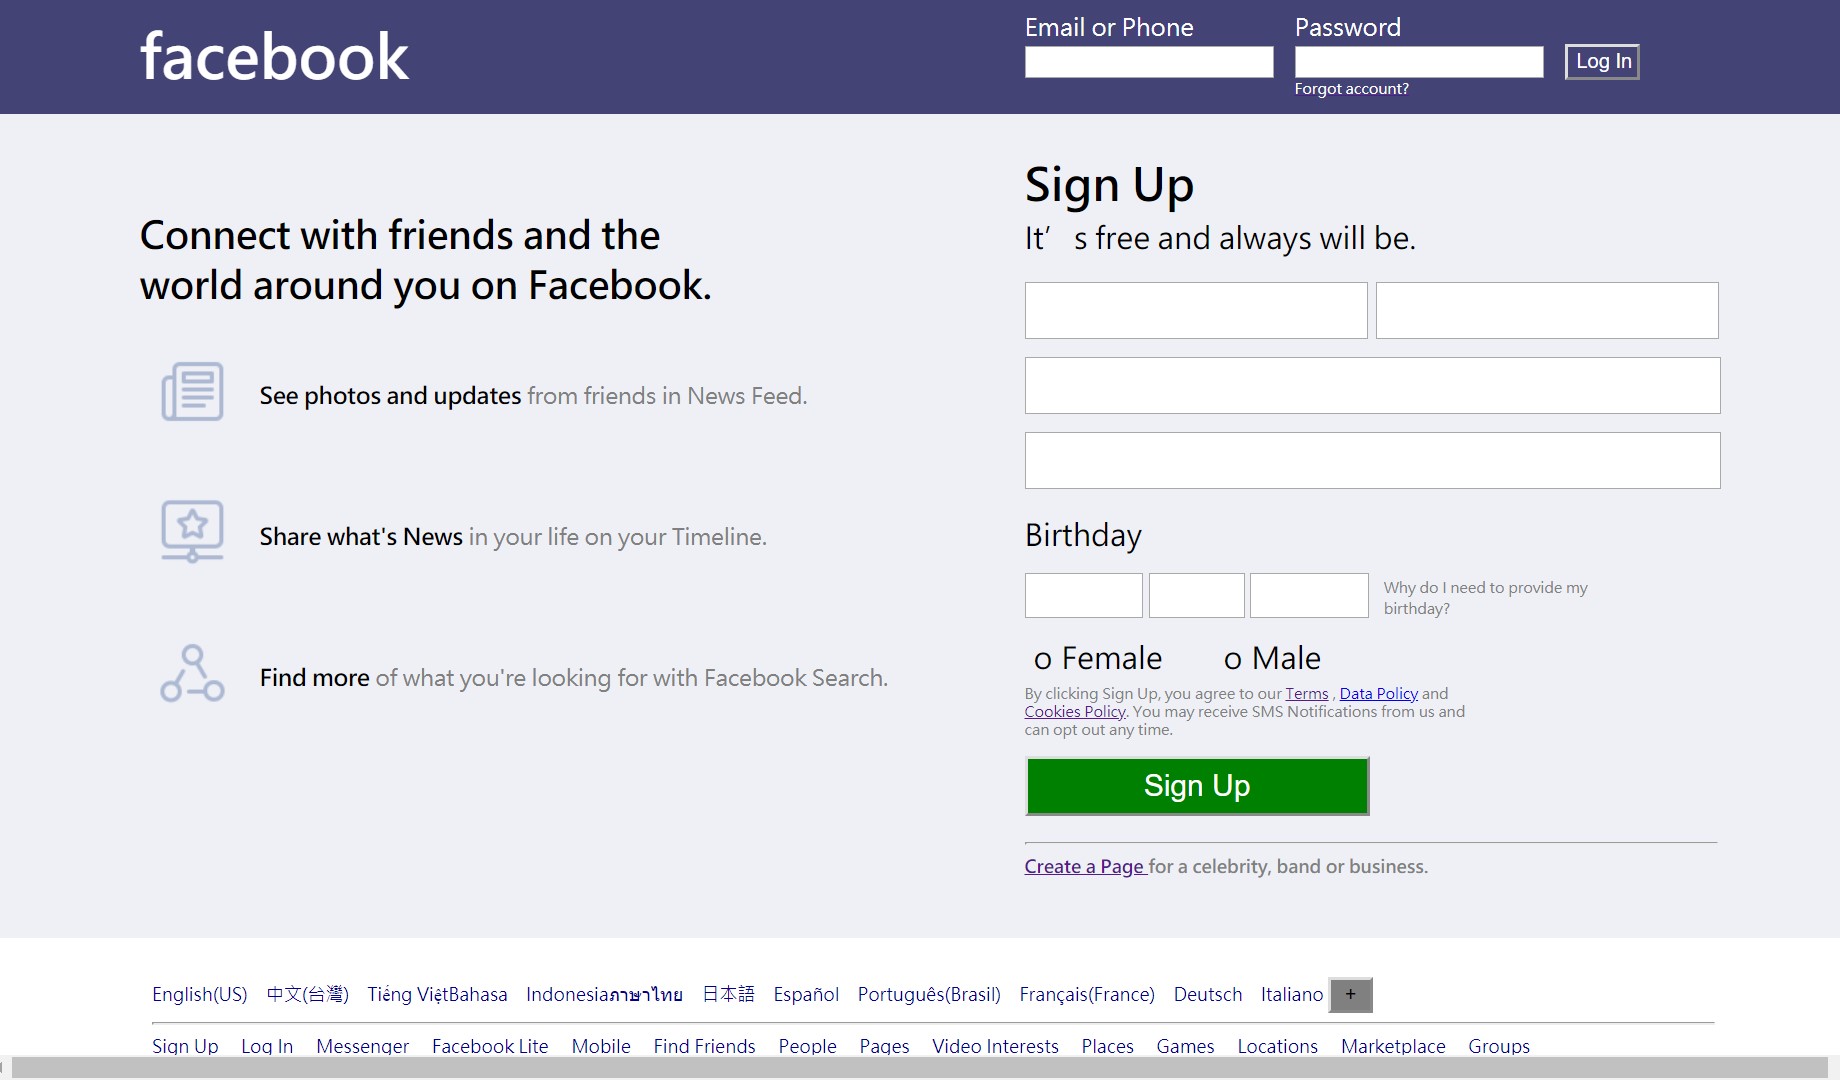 facebook
Email or Phone
Password
Log In
Forgot account?
Connect with friends and the
world around you on Facebook.
See photos and updates from friends in News Feed.
Share what's News in your life on your Timeline.
Find more of what you're looking for with Facebook Search.
Sign Up
It’s free and always will be.
Birthday
Why do I need to provide my
birthday?
o Female o Male
By clicking Sign Up, you agree to our Terms , Data Policy and
Cookies Policy. You may receive SMS Notifications from us and
can opt out any time.
Sign Up
Create a Page for a celebrity, band or business.
English(US) 中文(台灣) Tiếng ViệtBahasa Indonesiaภาษาไทย 日本語 Español Português(Brasil) Français(France) Deutsch Italiano +
Sign Up Log In Messenger Facebook Lite Mobile Find Friends People Pages Video Interests Places Games Locations Marketplace Groups